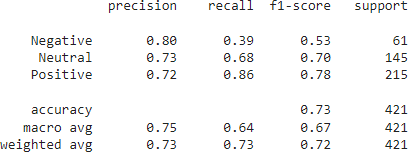 precision recall f1-score support
Negative 0.80 0.39 0.53 61
Neutral 0.73 0.68 0.70 145
Positive 0.72 0.86 0.78 215
accuracy 0.73 421
macro avg 0.75 0.64 0.67 421
weighted avg 0.73 0.73 0.72 421